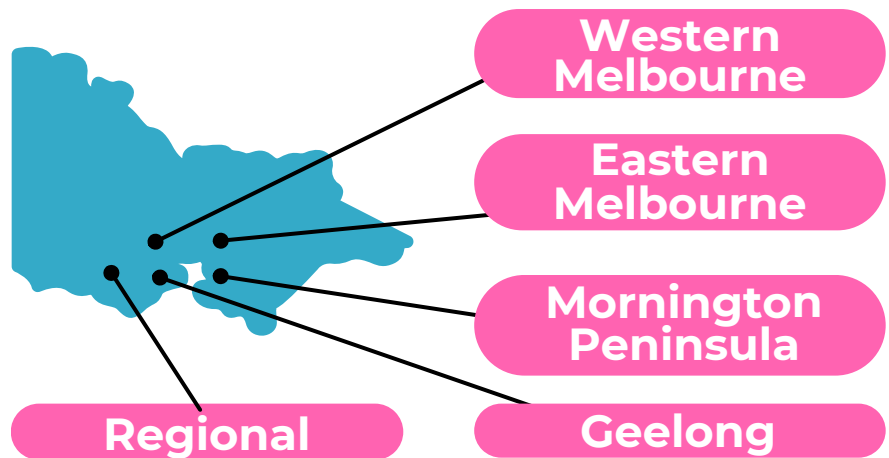 Western
Melbourne
Eastern
Melbourne
Mornington
Peninsula
Regional
Geelong